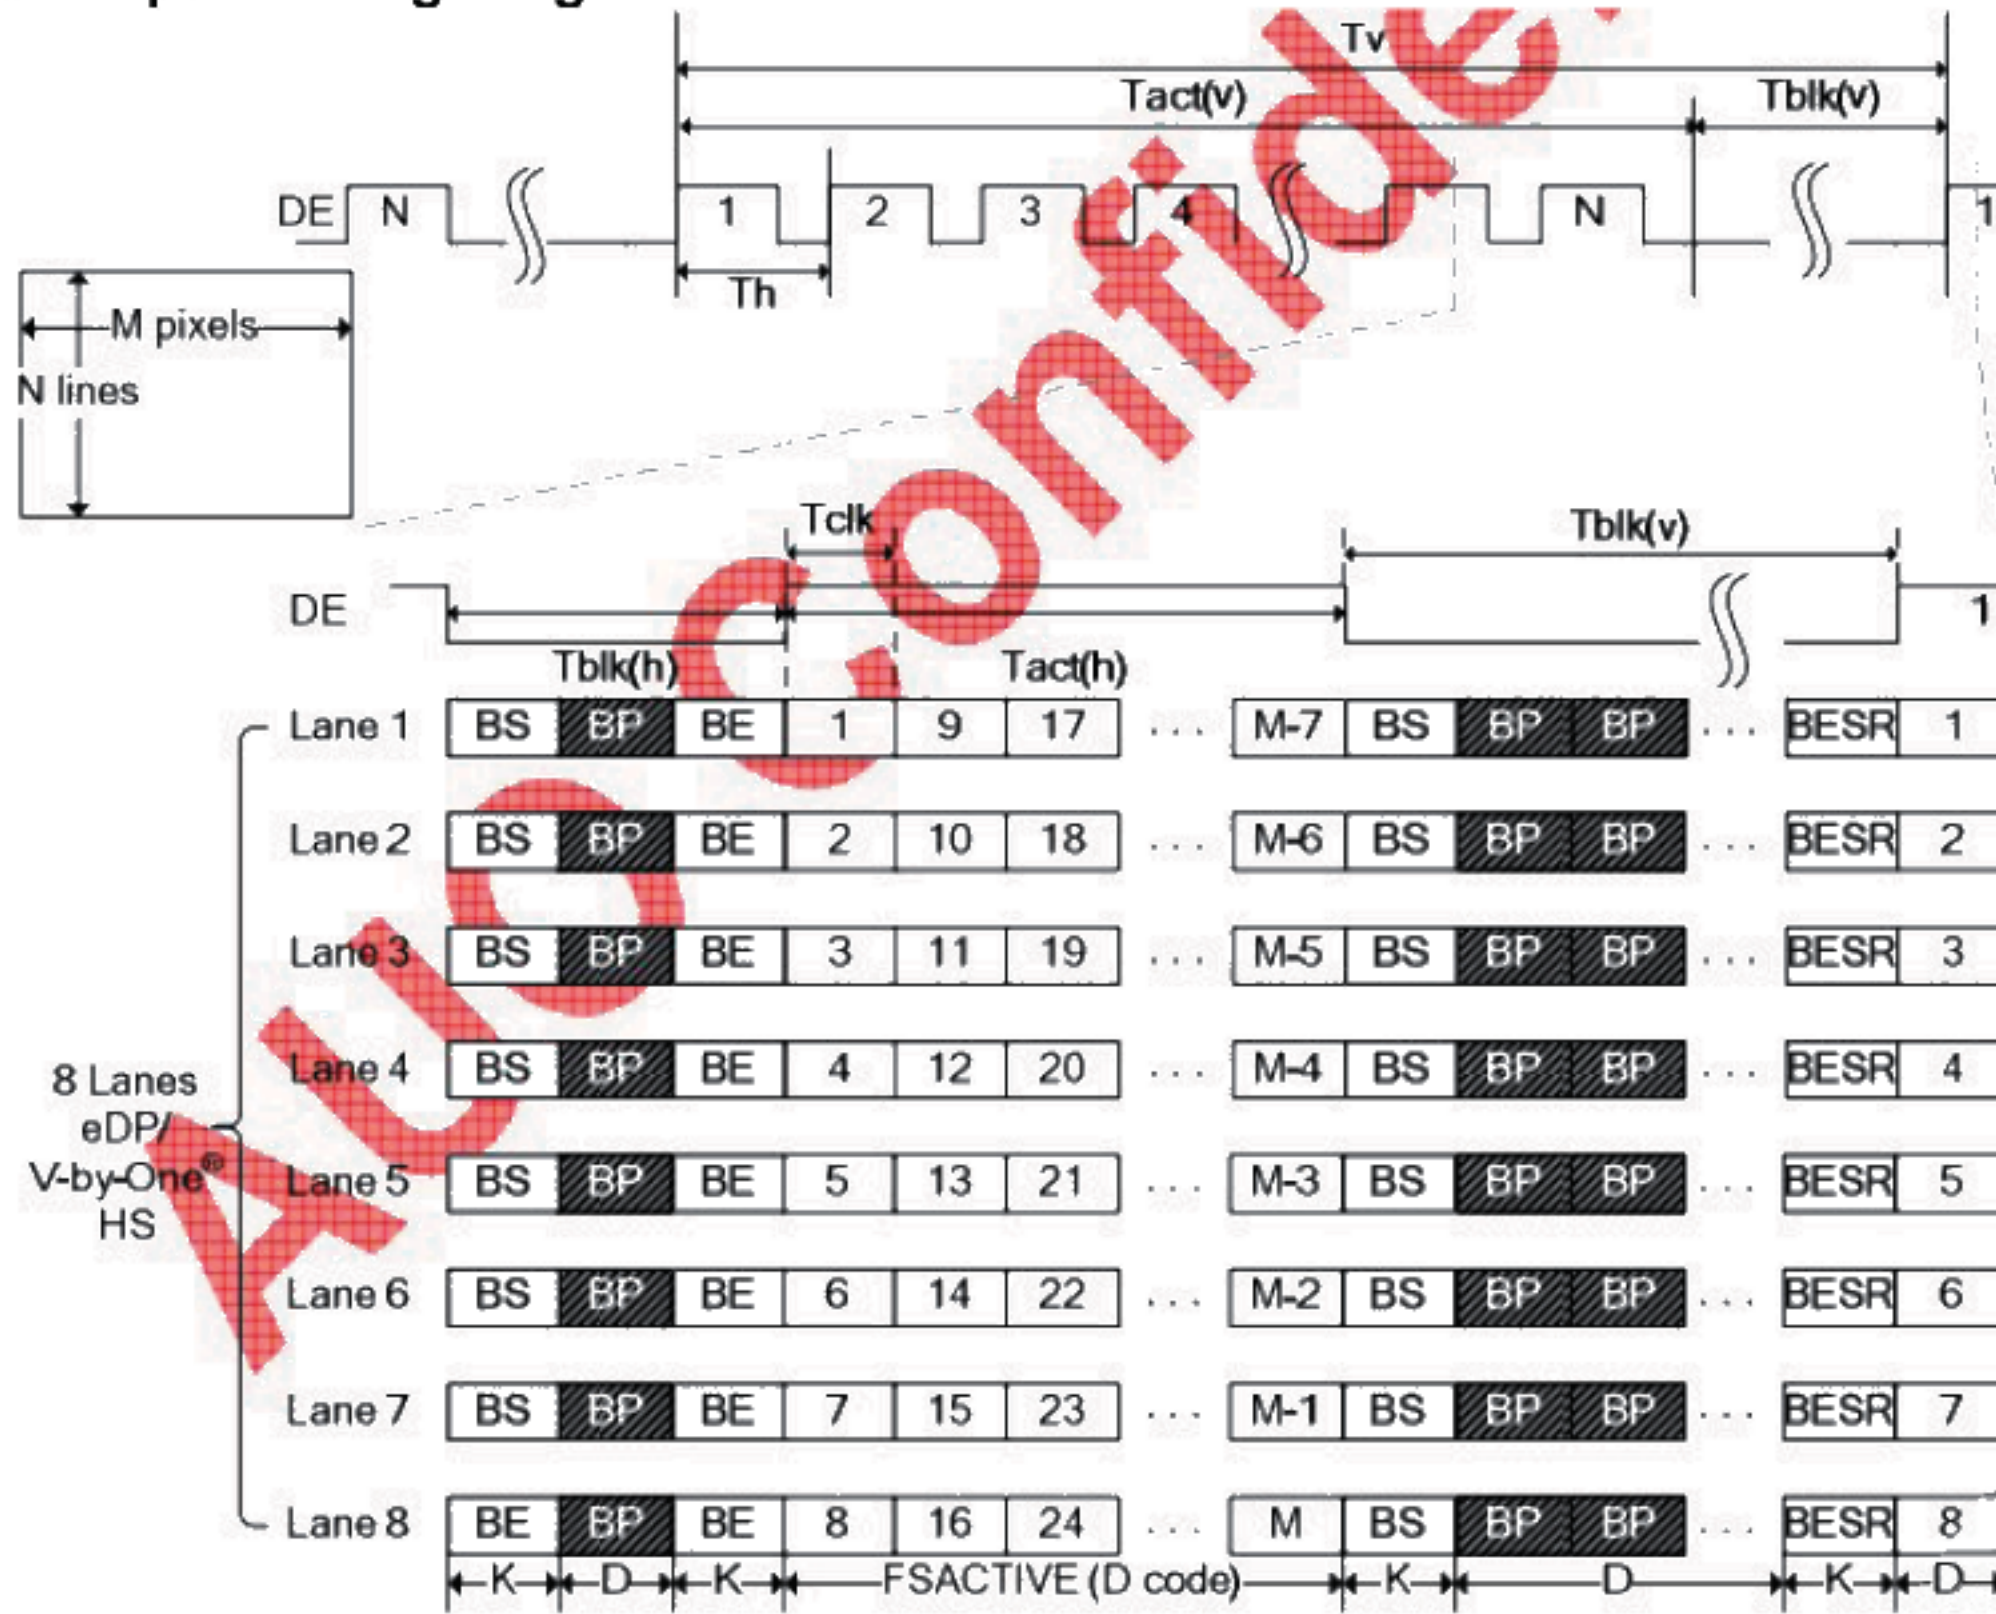 Tv
Tact(v) Tblk(v)
DE N 1 2 3 4 N 1
Th
M pixels
N lines
Tclk Tblk(v)
DE 1
Tblk(h) Tact(h)
Lane 1 BS BP BE 1 9 17 .... M-7 BS BP BP ... BESR 1
Lane 2 BS BP BE 2 10 18 .... M-6 BS BP BP .... BESR 2
Lane 3 BS BP BE 3 11 19 .... M-5 BS BP BP ... BESR 3
Lane 4 BS BP BE 4 12 20 .... M-4 BS BP BP .... BESR 4
Lane 5 BS BP BE 5 13 21 ... M-3 BS BP BP ... BESR 5
Lane 6 BS BP BE 6 14 22 ... M-2 BS BP BP ... BESR 6
Lane 7 BS BP BE 7 15 23 ... M-1 BS BP BP ... BESR 7
Lane 8 BE BP BE 8 16 24 ... M BS BP BP ... BESR 8
8 Lanes
eDP/
V-by-One®
HS
K D K FSACTIVE (D code) K D K D
AUO Confide